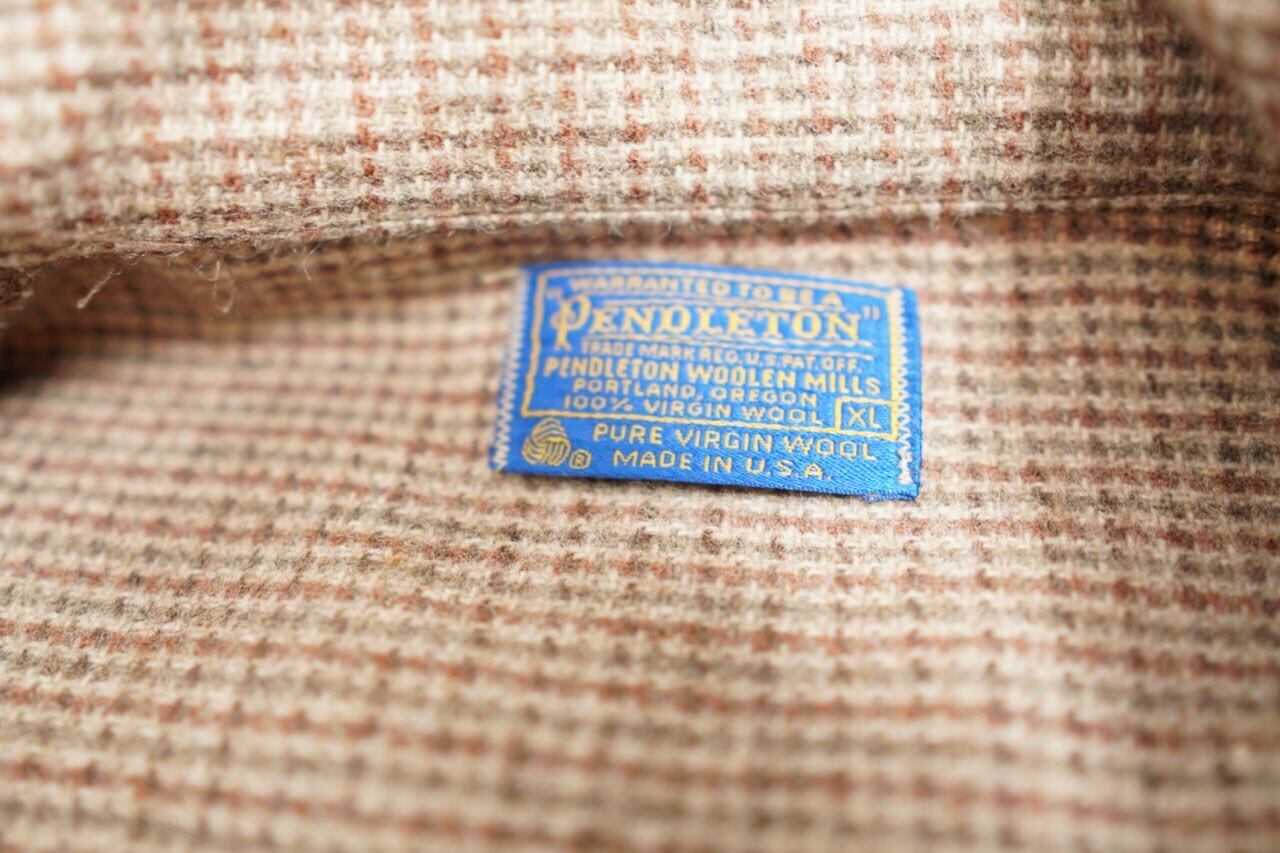 "WARRANTED TO BE A
PENDLETON"
TRADE MARK REG. U.S. PAT. OFF.
PENDLETON WOOLEN MILLS
PORTLAND, OREGON
100% VIRGIN WOOL XL
PURE VIRGIN WOOL
® MADE IN U.S.A.